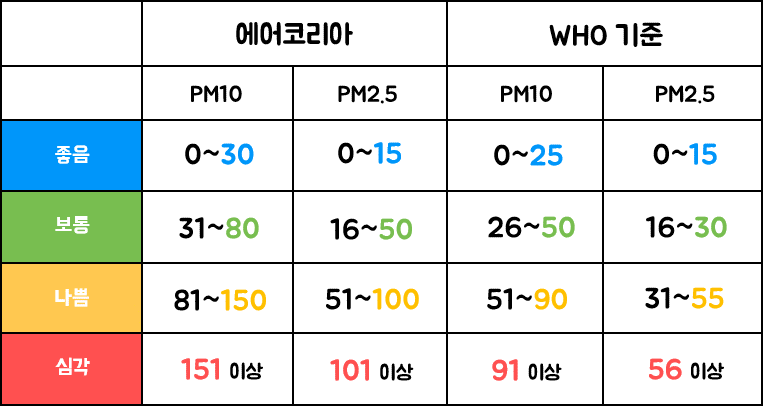 에어코리아 WHO 기준
PM10 PM2.5 PM10 PM2.5
좋음 0~30 0~15 0~25 0~15
보통 31~80 16~50 26~50 16~30
나쁨 81~150 51~100 51~90 31~55
심각 151 이상 101 이상 91 이상 56 이상